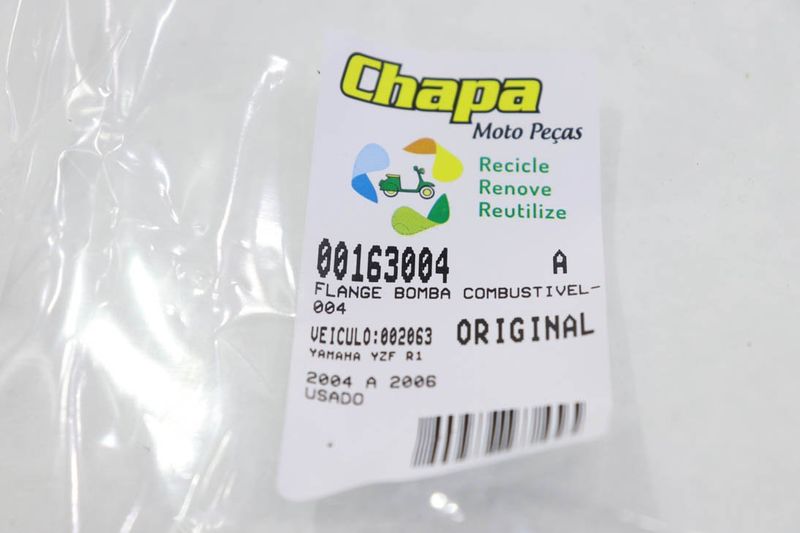 Chapa
Moto Peças
Recicle
Renove
Reutilize
00163004 A
FLANGE BOMBA COMBUSTIVEL-
004
VEICULO:002063 ORIGINAL
YAMAHA YZF R1
2004 A 2006
USADO